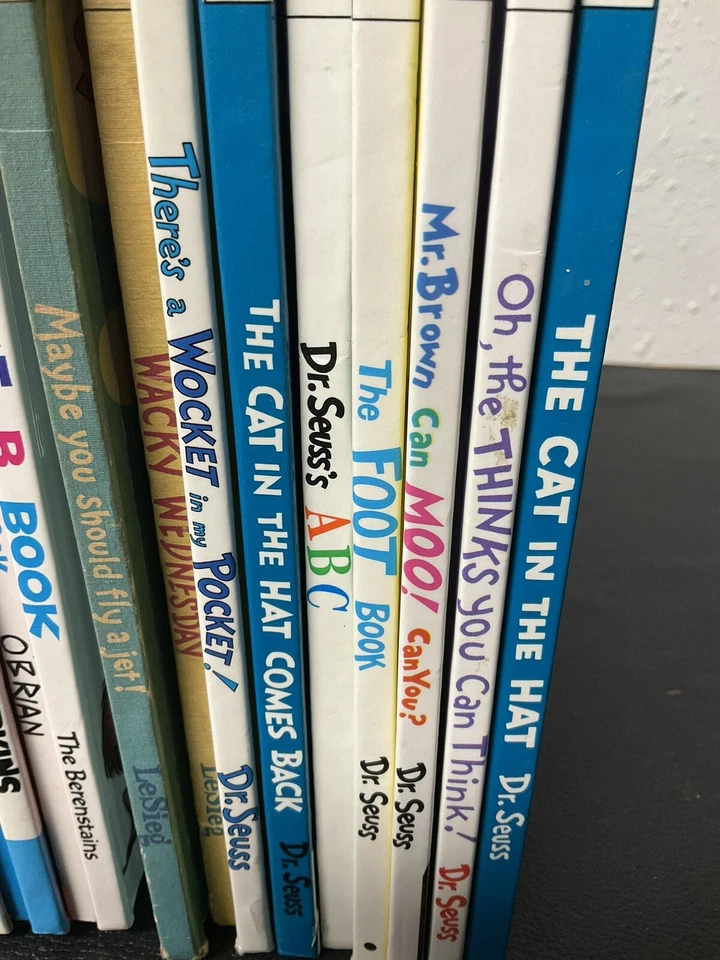 OBRIAN
B BOOK
The Berenstains
Maybe you should fly a jet! LeSieg
WACKY WEDNESDAY LeSieg
There's a WOCKET in my POCKET! Dr. Seuss
THE CAT IN THE HAT COMES BACK Dr. Seuss
Dr. Seuss's ABC
The FOOT BOOK Dr. Seuss
Mr. Brown Can MOO! Can You? Dr. Seuss
Oh, the THINKS you Can Think! Dr. Seuss
THE CAT IN THE HAT Dr. Seuss